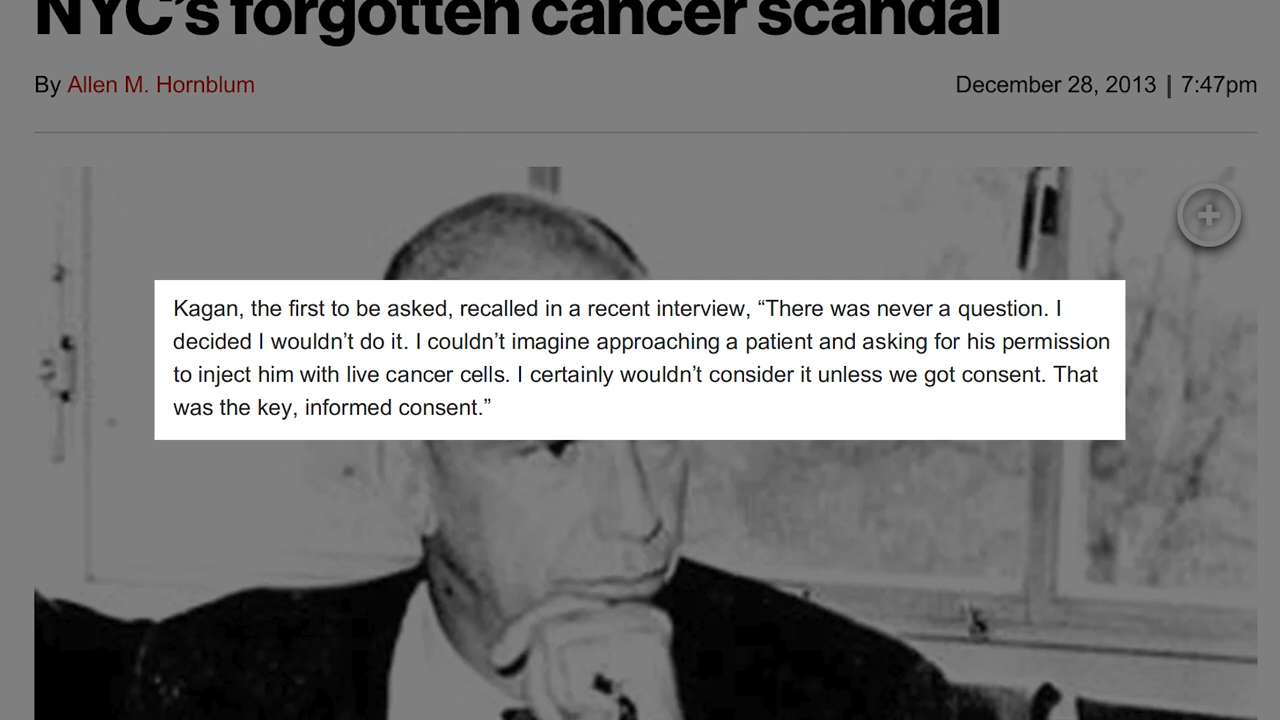 NYC's forgotten cancer scandal
By Allen M. Hornblum
December 28, 2013 | 7:47pm
Kagan, the first to be asked, recalled in a recent interview, “There was never a question. I
decided I wouldn’t do it. I couldn’t imagine approaching a patient and asking for his permission
to inject him with live cancer cells. I certainly wouldn’t consider it unless we got consent. That
was the key, informed consent.”